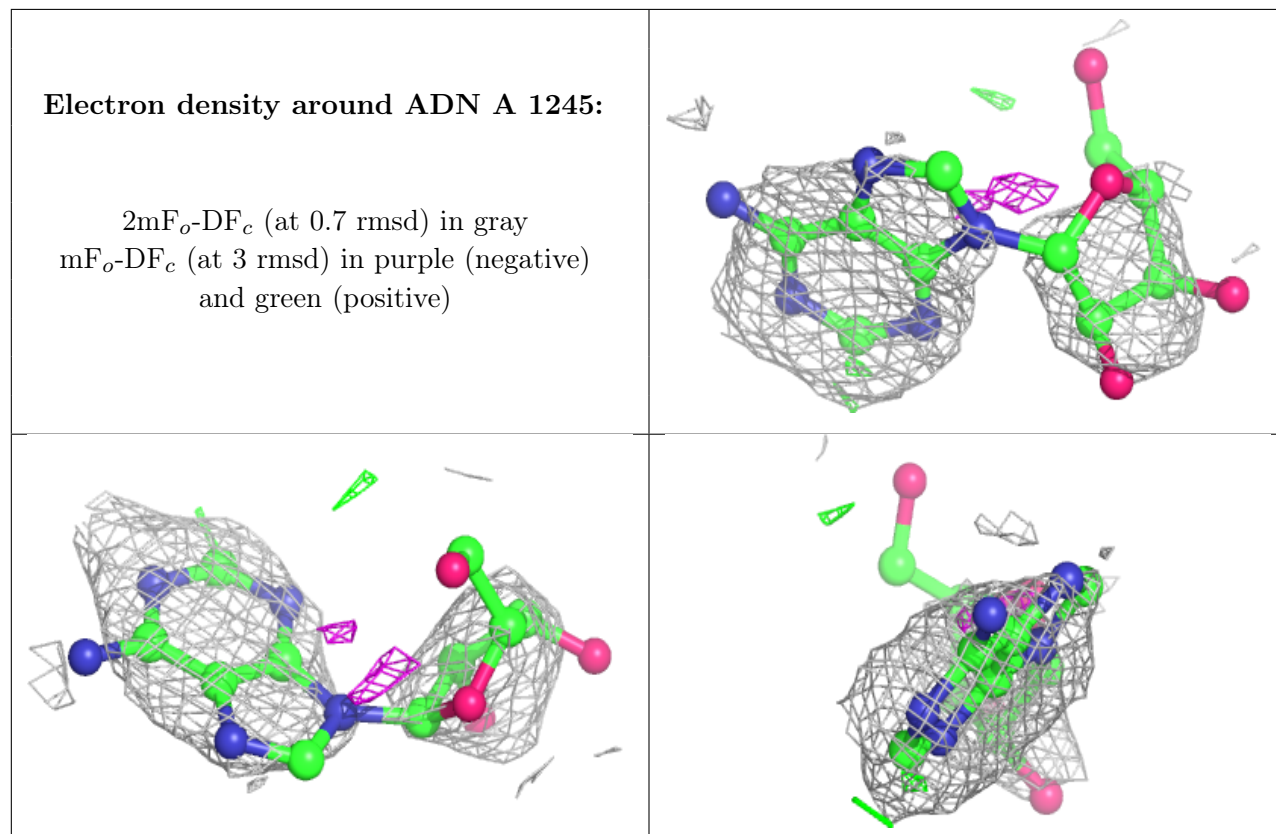 Electron density around ADN A 1245:
2mFo-DFc (at 0.7 rmsd) in gray
mFo-DFc (at 3 rmsd) in purple (negative)
and green (positive)